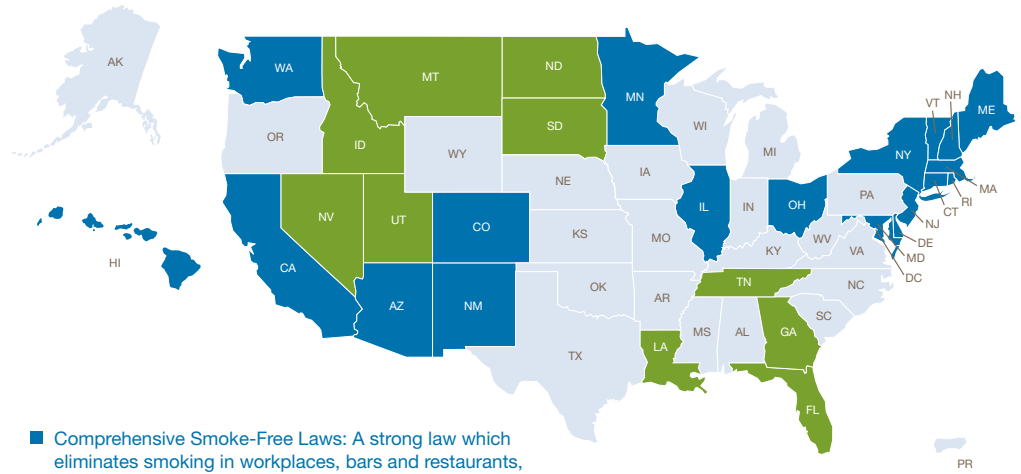 AK
WA
MT
ND
MN
VT
NH
ME
OR
ID
SD
WI
NY
WY
MI
MA
IA
PA
RI
NE
CT
NV
UT
IL
IN
OH
NJ
CO
DE
CA
KS
MO
WV
VA
MD
HI
KY
DC
TN
NC
AZ
NM
OK
AR
SC
MS
AL
GA
TX
LA
FL
Comprehensive Smoke-Free Laws: A strong law which
eliminates smoking in workplaces, bars and restaurants,
PR